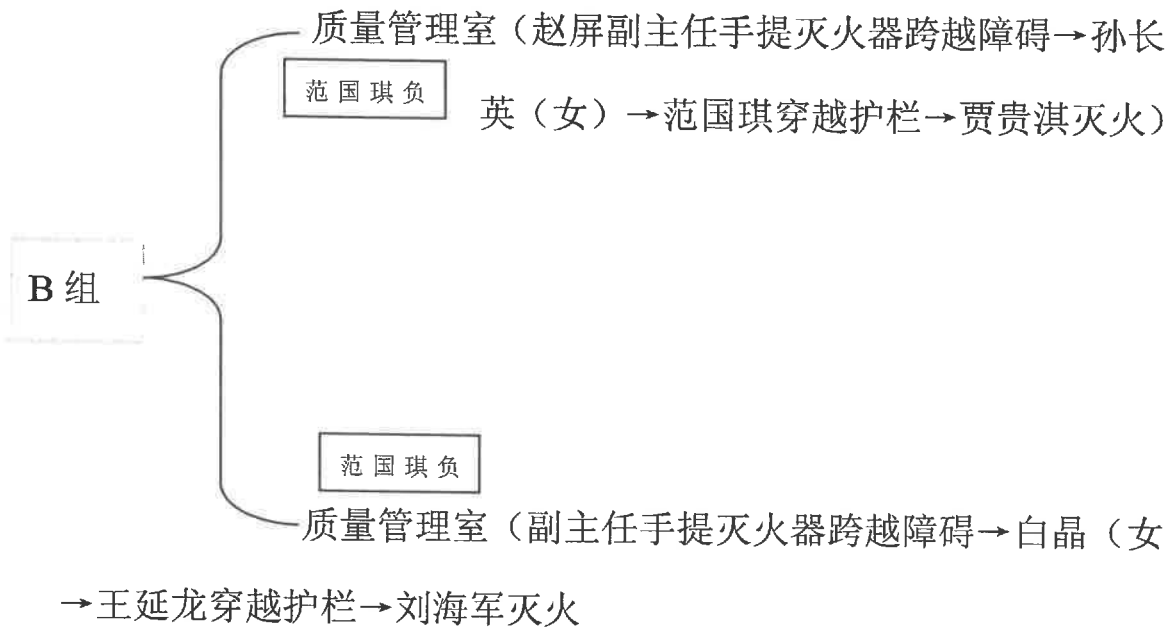 质量管理室（赵屏副主任手提灭火器跨越障碍→孙长
范国琪负
英（女）→范国琪穿越护栏→贾贵淇灭火）
B 组
范国琪负
质量管理室（副主任手提灭火器跨越障碍→白晶（女
→王延龙穿越护栏→刘海军灭火